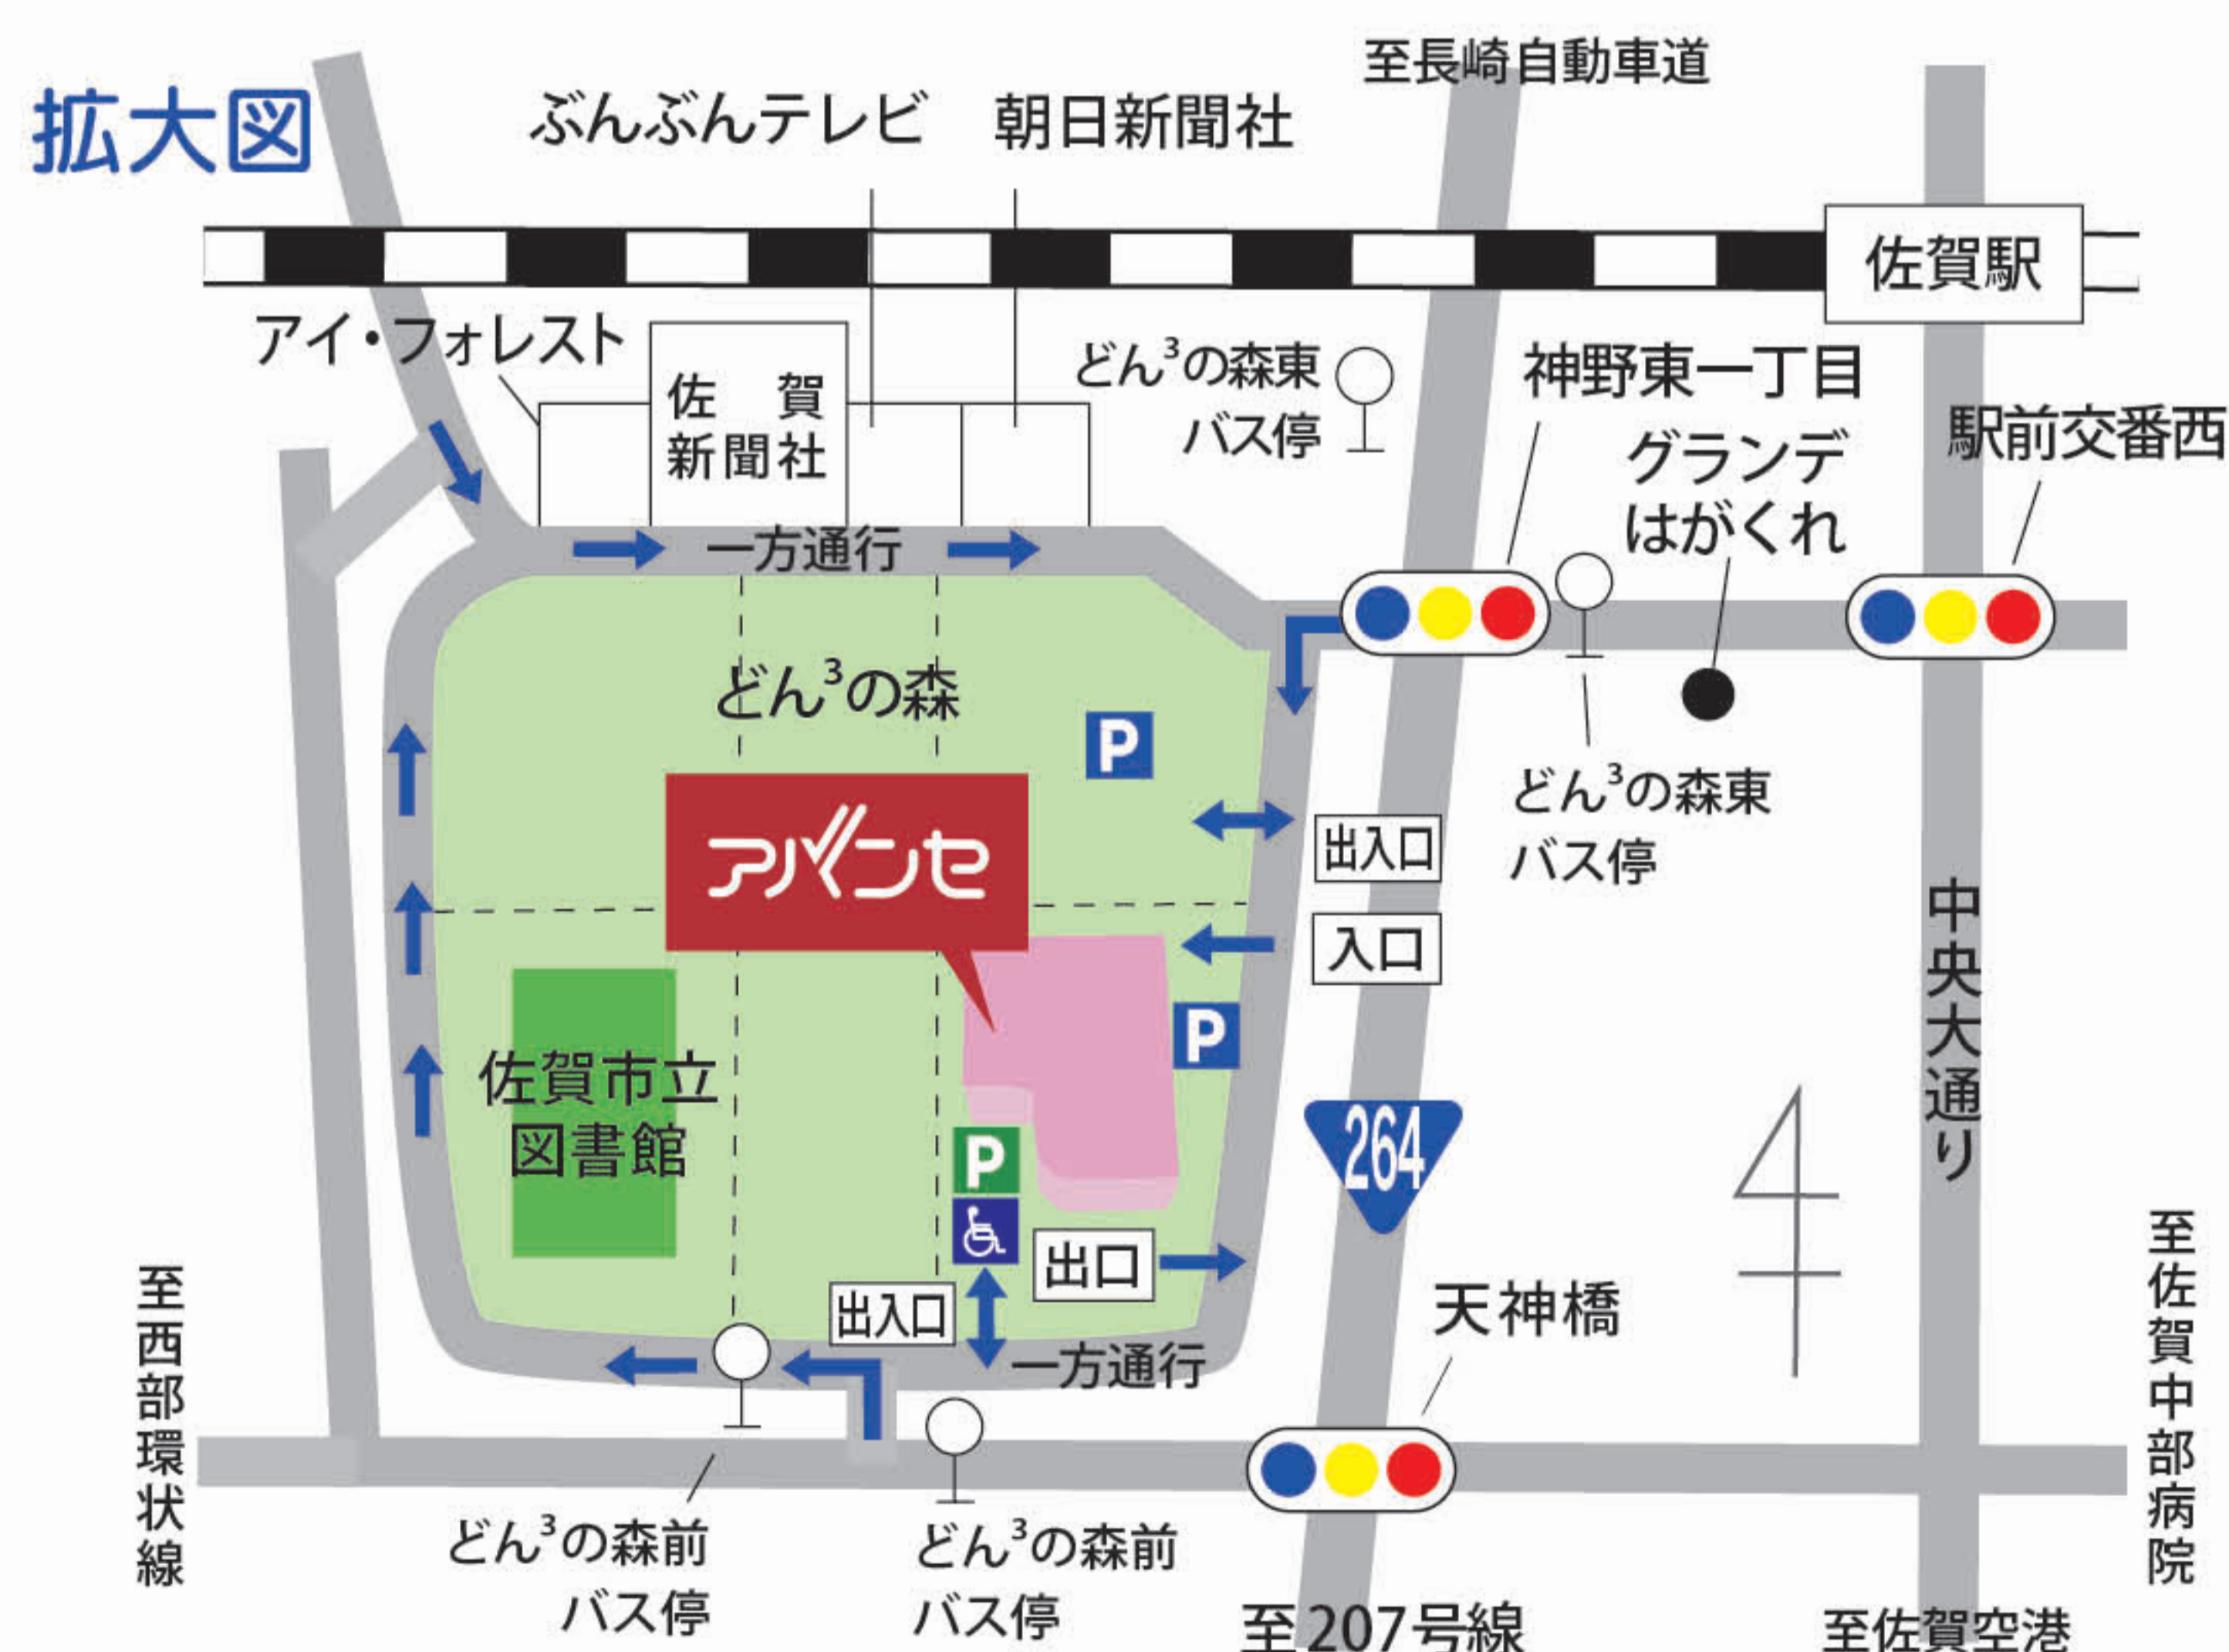 拡大図
至長崎自動車道
ぶんぶんテレビ
朝日新聞社
佐賀駅
アイ・フォレスト
佐賀
新聞社
どん³の森東
バス停
神野東一丁目
グランデ
はがくれ
駅前交番西
一方通行
どん³の森
P
アバンセ
出入口
入口
どん³の森東
バス停
中央大通り
P
佐賀市立
図書館
264
P
出口
出入口
一方通行
天神橋
至西部環状線
至佐賀中部病院
どん³の森前
バス停
どん³の森前
バス停
至207号線
至佐賀空港